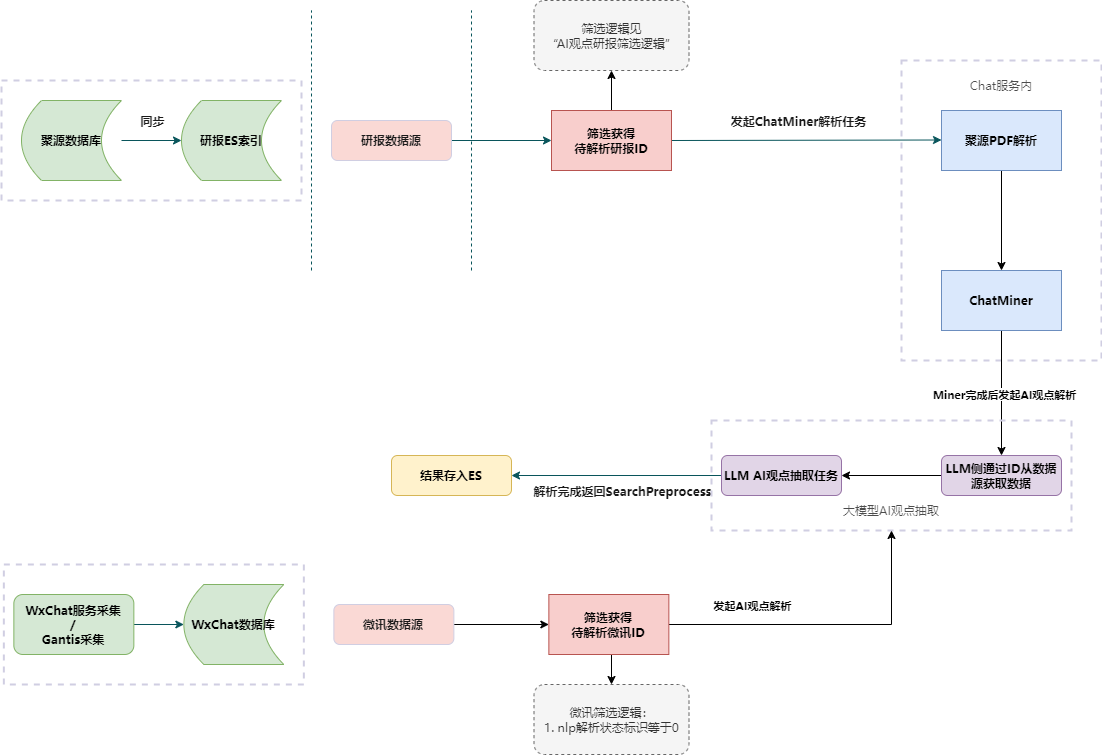 筛选逻辑见
“AI观点研报筛选逻辑”
Chat服务内
聚源数据库
同步
研报ES索引
研报数据源
筛选获得
待解析研报ID
发起ChatMiner解析任务
聚源PDF解析
ChatMiner
Miner完成后发起AI观点解析
结果存入ES
解析完成返回SearchPreprocess
LLM AI观点抽取任务
LLM侧通过ID从数据
源获取数据
大模型AI观点抽取
WxChat服务采集
/
Gantis采集
WxChat数据库
微讯数据源
筛选获得
待解析微讯ID
发起AI观点解析
微讯筛选逻辑：
1. nlp解析状态标识等于0